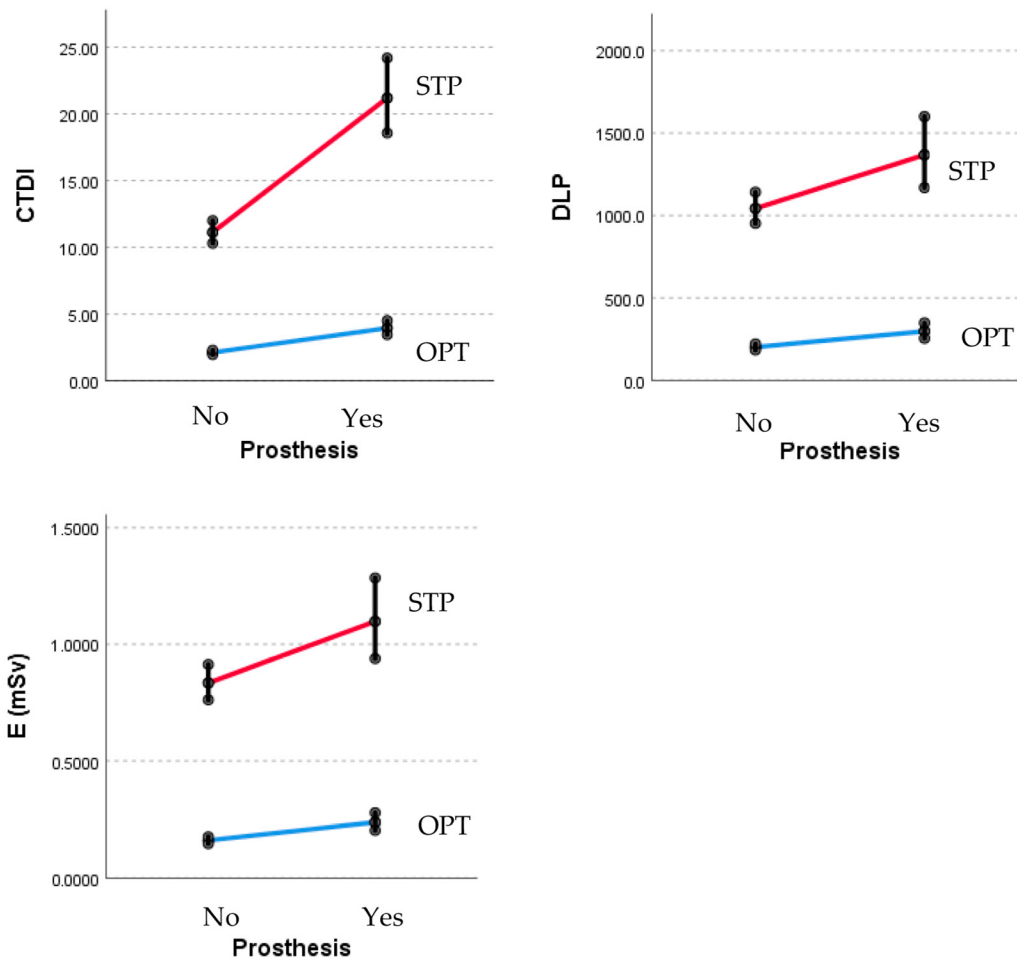 25.00
20.00
15.00
10.00
5.00
0.00
CTDI
STP
OPT
No Yes
Prosthesis
2000.0
1500.0
1000.0
500.0
0.0
DLP
STP
OPT
No Yes
Prosthesis
1.5000
1.0000
0.5000
0.0000
E (mSv)
STP
OPT
No Yes
Prosthesis